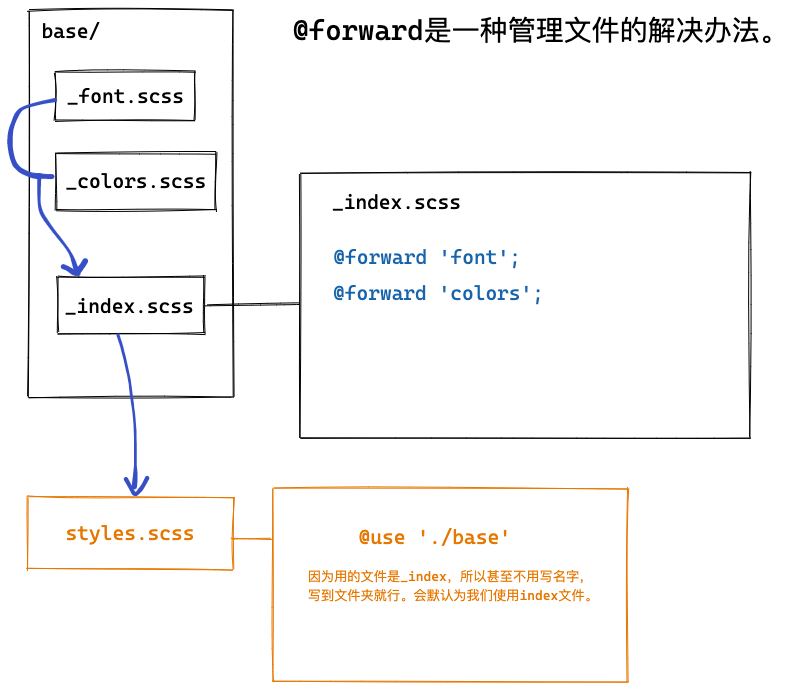 @forward是一种管理文件的解决办法。
base/
_font.scss
_colors.scss
_index.scss
_index.scss
@forward 'font';
@forward 'colors';
styles.scss
@use './base'
因为用的文件是_index，所以甚至不用写名字，
写到文件夹就行。会默认为我们使用index文件。